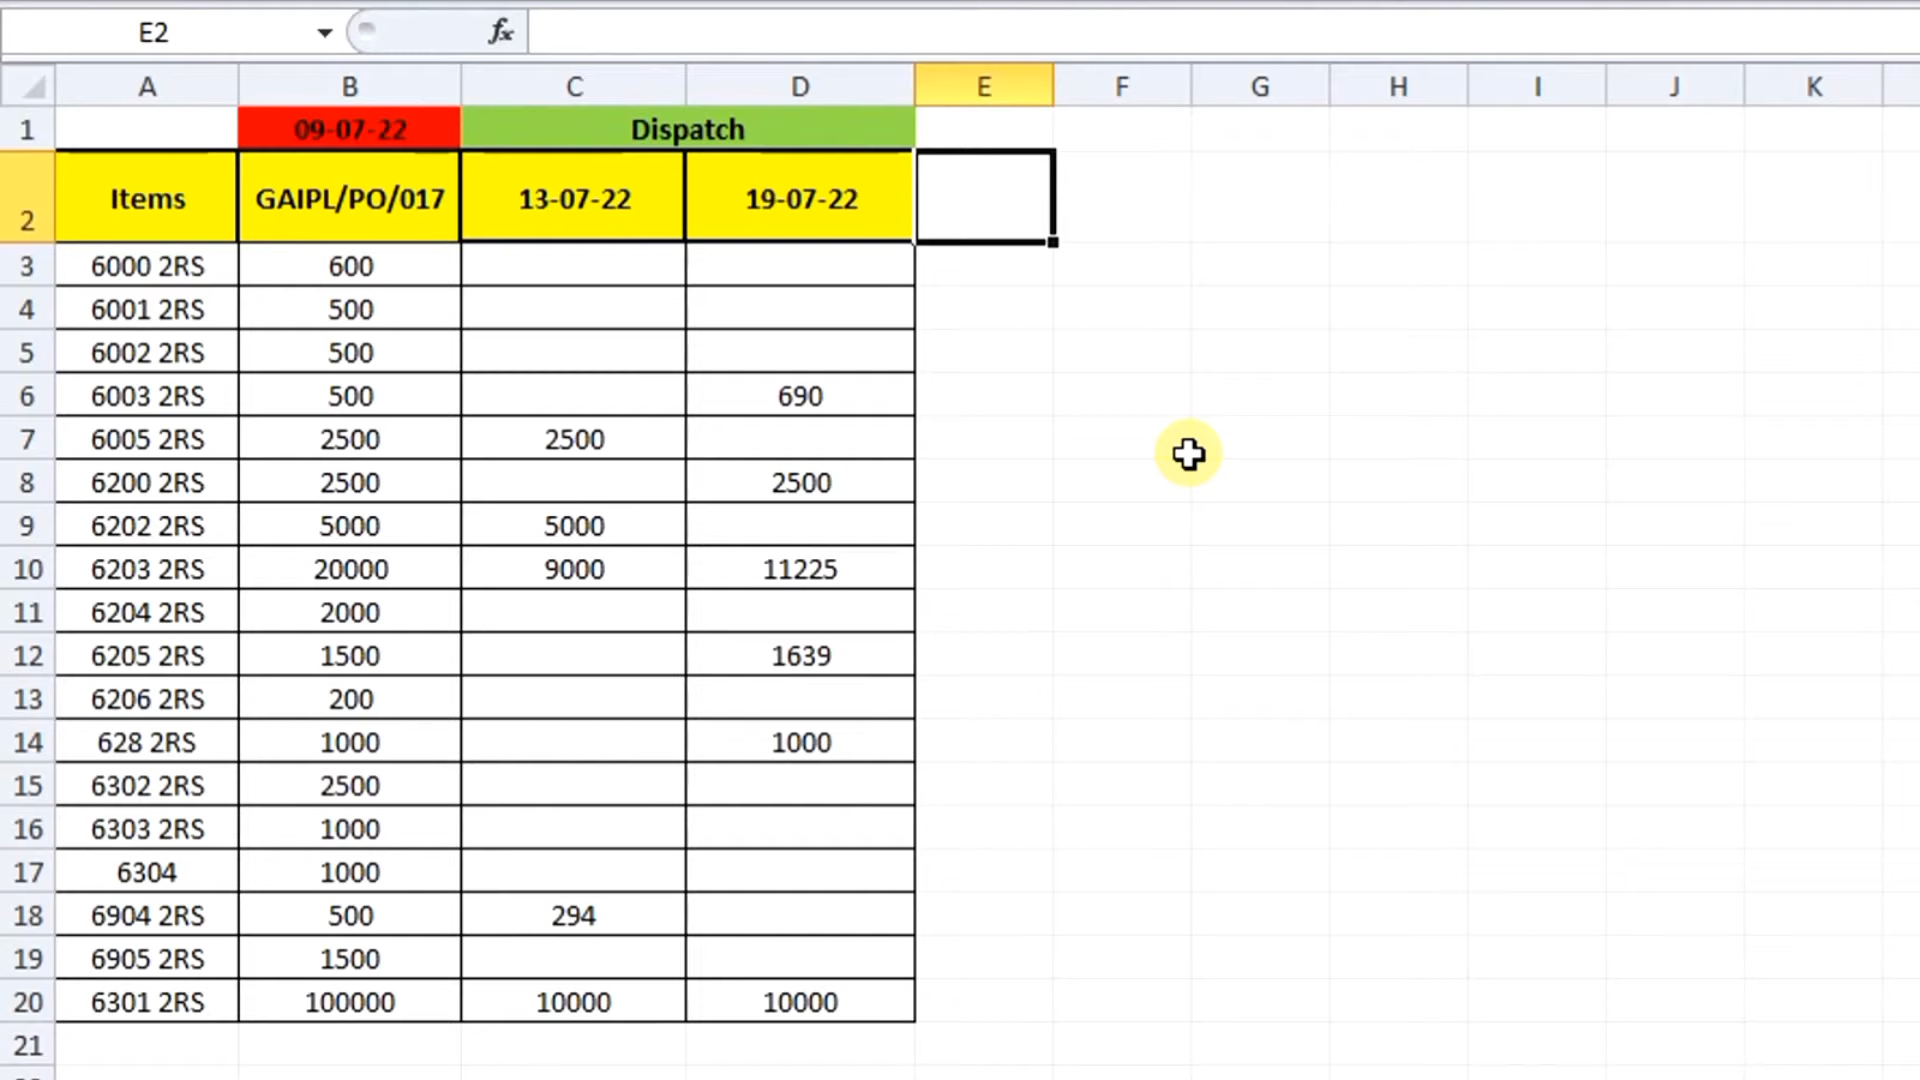 E2 fx
A B C D E F G H I J K
1 09-07-22 Dispatch
2 Items GAIPL/PO/017 13-07-22 19-07-22
3 6000 2RS 600
4 6001 2RS 500
5 6002 2RS 500
6 6003 2RS 500 690
7 6005 2RS 2500 2500
8 6200 2RS 2500 2500
9 6202 2RS 5000 5000
10 6203 2RS 20000 9000 11225
11 6204 2RS 2000
12 6205 2RS 1500 1639
13 6206 2RS 200
14 628 2RS 1000 1000
15 6302 2RS 2500
16 6303 2RS 1000
17 6304 1000
18 6904 2RS 500 294
19 6905 2RS 1500
20 6301 2RS 100000 10000 10000
21